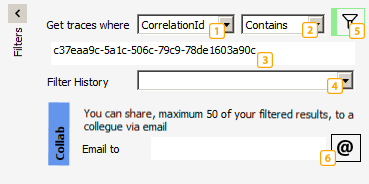 Filters
Get traces where CorrelationId 1 Contains 2 5
c37eaa9c-5a1c-506c-79c9-78de1603a90c 3
Filter History 4
Collab
You can share, maximum 50 of your filtered results, to a
collegue via email
Email to @ 6